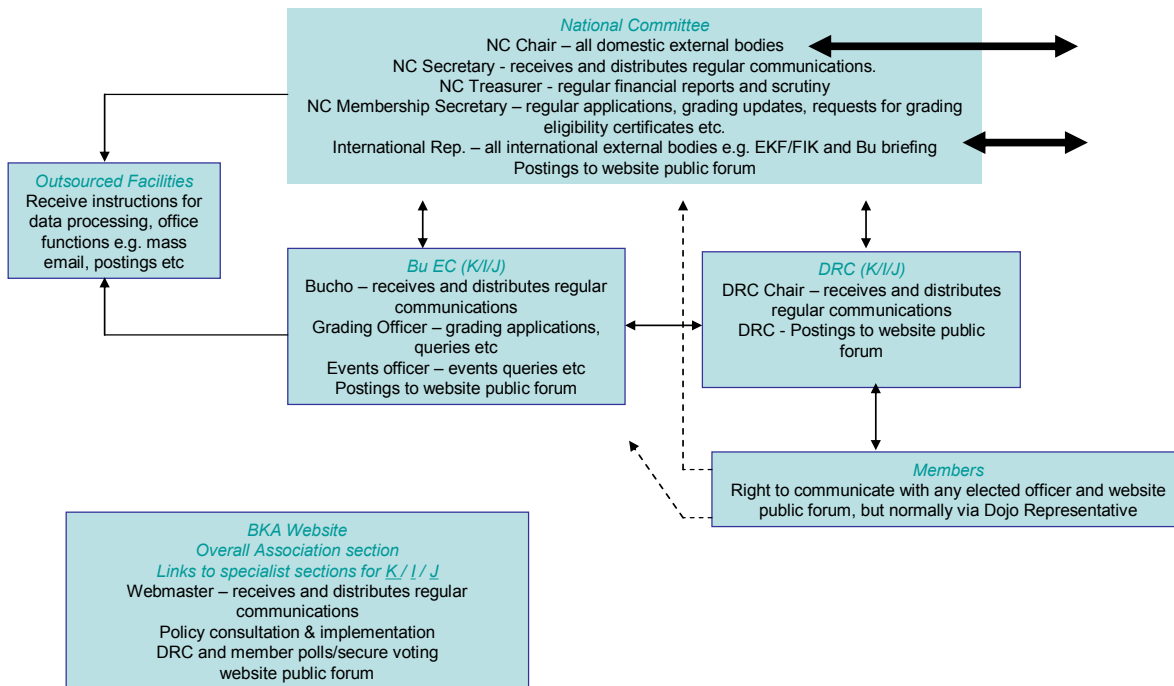 National Committee
NC Chair – all domestic external bodies
NC Secretary - receives and distributes regular communications.
NC Treasurer - regular financial reports and scrutiny
NC Membership Secretary – regular applications, grading updates, requests for grading
eligibility certificates etc.
International Rep. – all international external bodies e.g. EKF/FIK and Bu briefing
Postings to website public forum
Outsourced Facilities
Receive instructions for
data processing, office
functions e.g. mass
email, postings etc
Bu EC (K/I/J)
Bucho – receives and distributes regular
communications
Grading Officer – grading applications,
queries etc
Events officer – events queries etc
Postings to website public forum
DRC (K/I/J)
DRC Chair – receives and distributes
regular communications
DRC - Postings to website public
forum
Members
Right to communicate with any elected officer and website
public forum, but normally via Dojo Representative
BKA Website
Overall Association section
Links to specialist sections for K / I / J
Webmaster – receives and distributes regular
communications
Policy consultation & implementation
DRC and member polls/secure voting
website public forum